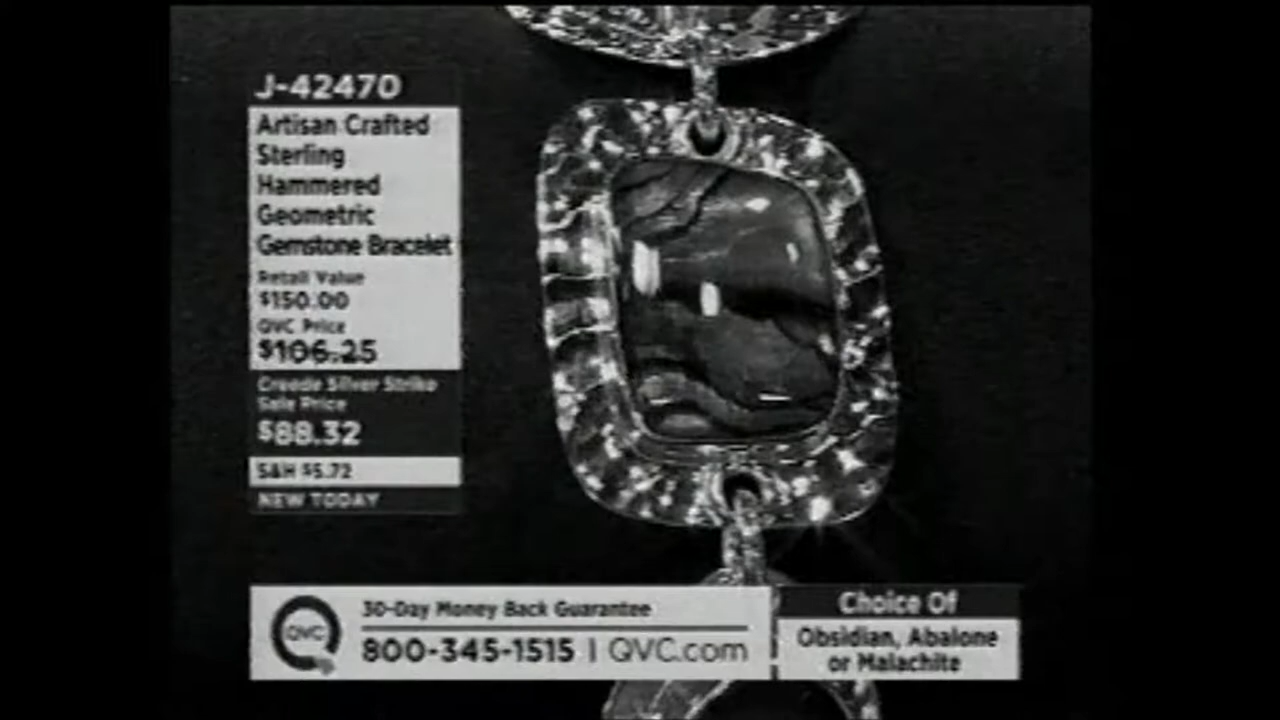 J-42470
Artisan Crafted
Sterling
Hammered
Geometric
Gemstone Bracelet
Retail Value
$150.00
QVC Price
$106.25
Creede Silver Strike
Sale Price
$88.32
S&H $5.72
NEW TODAY
QVC
30-Day Money Back Guarantee
800-345-1515 | QVC.com
Choice Of
Obsidian, Abalone
or Malachite